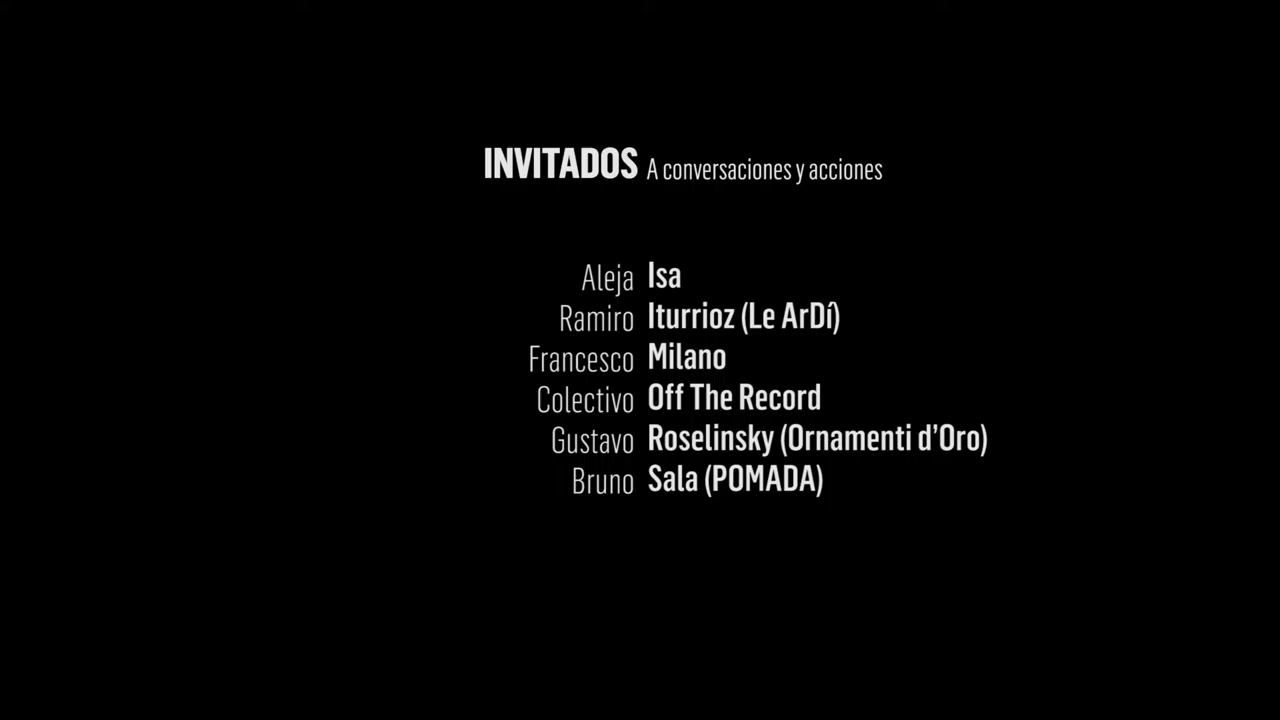 INVITADOS A conversaciones y acciones
Aleja Isa
Ramiro Iturrioz (Le ArDí)
Francesco Milano
Colectivo Off The Record
Gustavo Roselinsky (Ornamenti d’Oro)
Bruno Sala (POMADA)